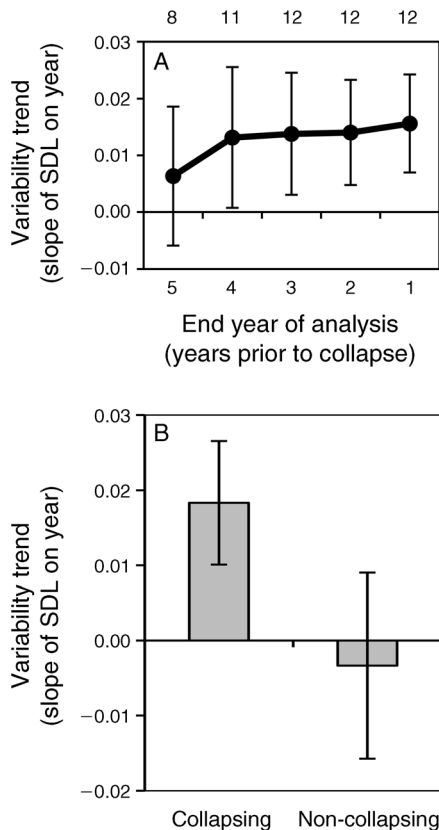 8 11 12 12 12
0.03
A
0.02
0.01
0.00
−0.01
Variability trend
(slope of SDL on year)
5 4 3 2 1
End year of analysis
(years prior to collapse)
0.03
B
0.02
0.01
0.00
−0.01
−0.02
Variability trend
(slope of SDL on year)
Collapsing Non-collapsing